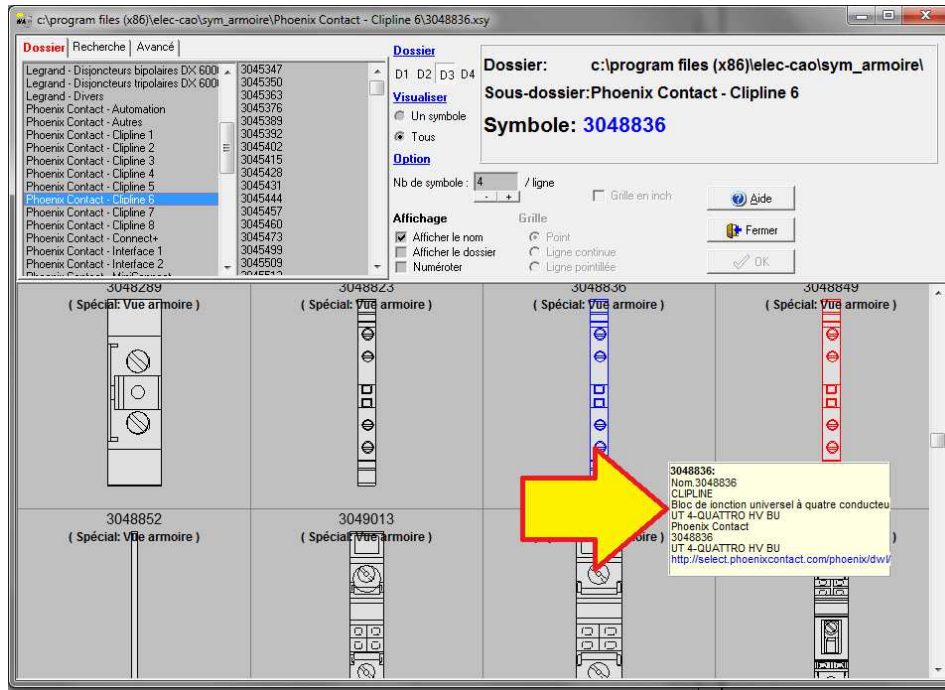 c:\program files (x86)\elec-cao\sym_armoire\Phoenix Contact - Clipline 6\3048836.xsy
Dossier Recherche Avancé
Legrand - Disjoncteurs bipolaires DX 600
Legrand - Disjoncteurs tripolaires DX 600
Legrand - Divers
Phoenix Contact - Automation
Phoenix Contact - Autres
Phoenix Contact - Clipline 1
Phoenix Contact - Clipline 2
Phoenix Contact - Clipline 3
Phoenix Contact - Clipline 4
Phoenix Contact - Clipline 5
Phoenix Contact - Clipline 6
Phoenix Contact - Clipline 7
Phoenix Contact - Clipline 8
Phoenix Contact - Connect+
Phoenix Contact - Interface 1
Phoenix Contact - Interface 2
3045347
3045350
3045363
3045376
3045389
3045392
3045402
3045415
3045428
3045431
3045444
3045457
3045460
3045473
3045499
3045509
Dossier
D1 D2 D3 D4
Visualiser
Un symbole
Tous
Option
Nb de symbole : 4 / ligne
- +
Grille en inch
Affichage
Afficher le nom
Afficher le dossier
Numéroter
Grille
Point
Ligne continue
Ligne pointillée
Dossier: c:\program files (x86)\elec-cao\sym_armoire\
Sous-dossier:Phoenix Contact - Clipline 6
Symbole: 3048836
Aide
Fermer
OK
3048289 3048823 3048836 3048849
( Spécial: Vue armoire ) ( Spécial: Vue armoire ) ( Spécial: Vue armoire ) ( Spécial: Vue armoire )
3048836:
Nom.3048836
CLIPLINE
Bloc de jonction universel à quatre conducteu
UT 4-QUATTRO HV BU
Phoenix Contact
3048836
UT 4-QUATTRO HV BU
http://select.phoenixcontact.com/phoenix/dwl/
3048852 3049013
( Spécial: Vue armoire ) ( Spécial: Vue armoire )